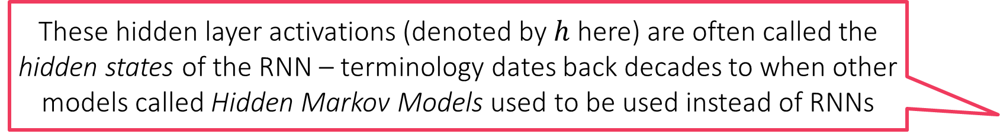 These hidden layer activations (denoted by h here) are often called the
hidden states of the RNN – terminology dates back decades to when other
models called Hidden Markov Models used to be used instead of RNNs